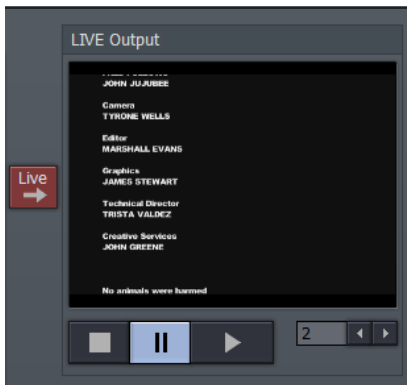 LIVE Output
JOHN JUJUBEE
Camera
TYRONE WELLS
Editor
MARSHALL EVANS
Live
Graphics
JAMES STEWART
Technical Director
TRISTA VALDEZ
Creative Services
JOHN GREENE
No animals were harmed
2